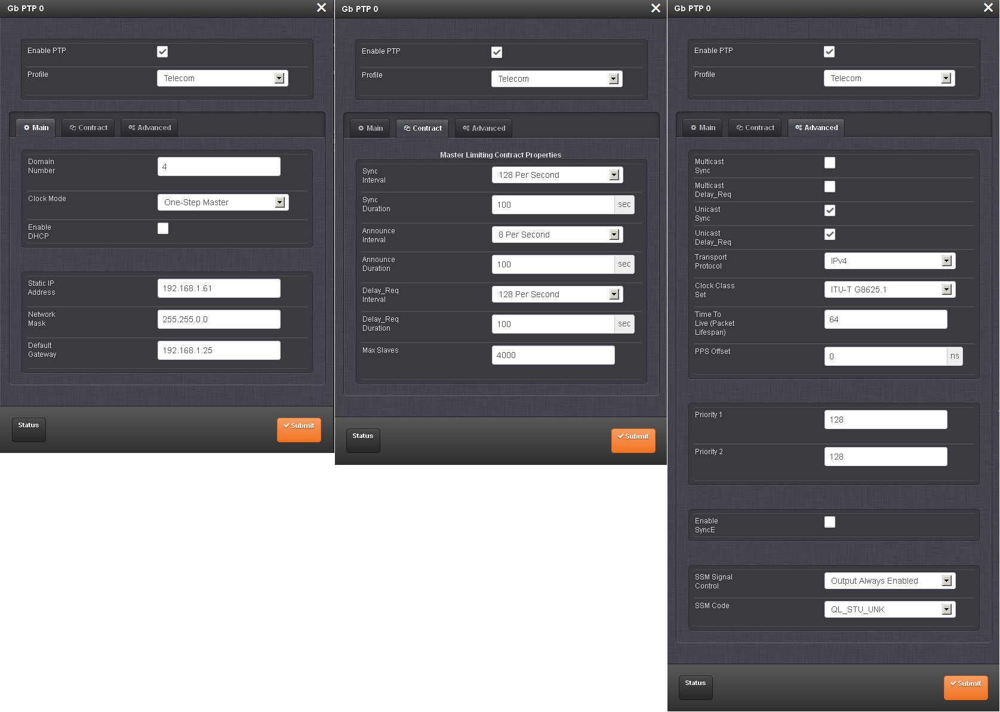 Gb PTP 0
Enable PTP
Profile
Telecom
Main
Contract
Advanced
Domain
Number
4
Clock Mode
One-Step Master
Enable
DHCP
Static IP
Address
192.168.1.61
Network
Mask
255.255.0.0
Default
Gateway
192.168.1.25
Status
Submit
Gb PTP 0
Enable PTP
Profile
Telecom
Main
Contract
Advanced
Master Limiting Contract Properties
Sync
Interval
128 Per Second
Sync
Duration
100
sec
Announce
Interval
8 Per Second
Announce
Duration
100
sec
Delay_Req
Interval
128 Per Second
Delay_Req
Duration
100
sec
Max Slaves
4000
Status
Submit
Gb PTP 0
Enable PTP
Profile
Telecom
Main
Contract
Advanced
Multicast
Sync
Multicast
Delay_Req
Unicast
Sync
Unicast
Delay_Req
Transport
Protocol
IPv4
Clock Class
Set
ITU-T G8625.1
Time To
Live (Packet
Lifespan)
64
PPS Offset
0
ns
Priority 1
128
Priority 2
128
Enable
SyncE
SSM Signal
Control
Output Always Enabled
SSM Code
QL_STU_UNK
Status
Submit